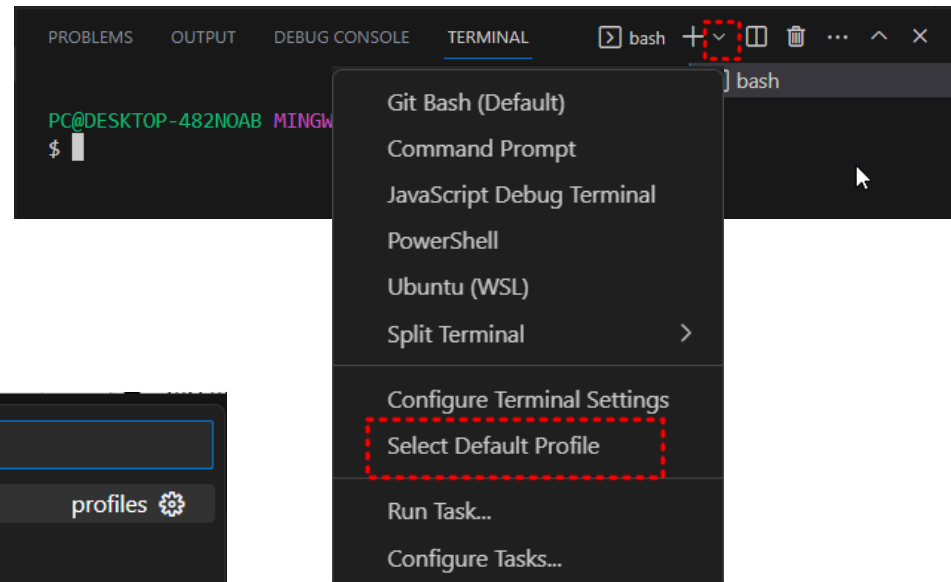 PROBLEMS OUTPUT DEBUG CONSOLE TERMINAL bash
bash
PC@DESKTOP-482NOAB MINGW
$
Git Bash (Default)
Command Prompt
JavaScript Debug Terminal
PowerShell
Ubuntu (WSL)
Split Terminal
Configure Terminal Settings
Select Default Profile
Run Task...
Configure Tasks...
profiles